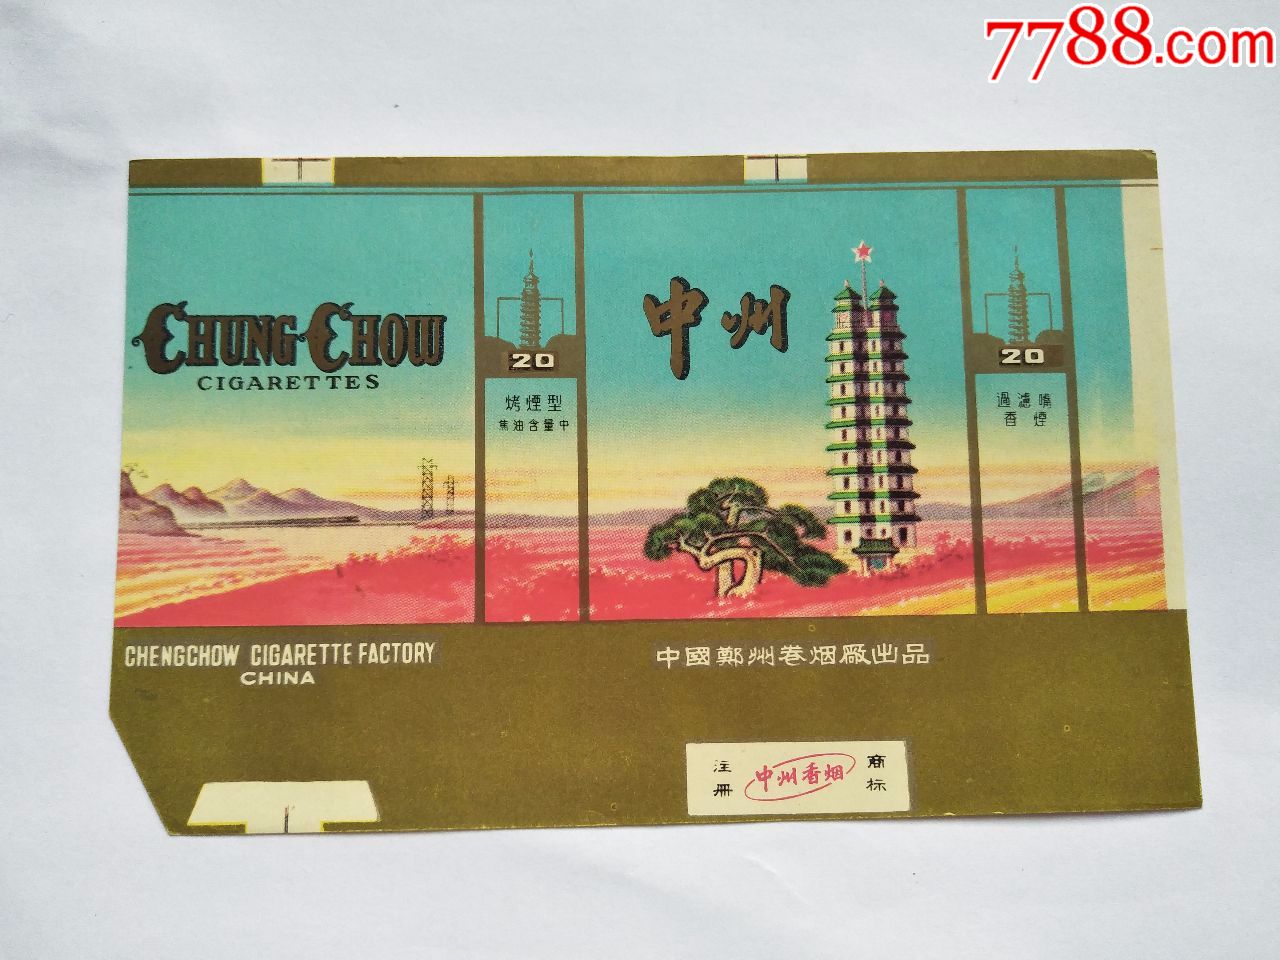 7788.com
CHUNG CHOW
CIGARETTES
20
烤煙型
焦油含量中
中州
20
過濾嘴
香煙
CHENGCHOW CIGARETTE FACTORY
CHINA
中國鄭州卷烟廠出品
注册
中州香烟
商标